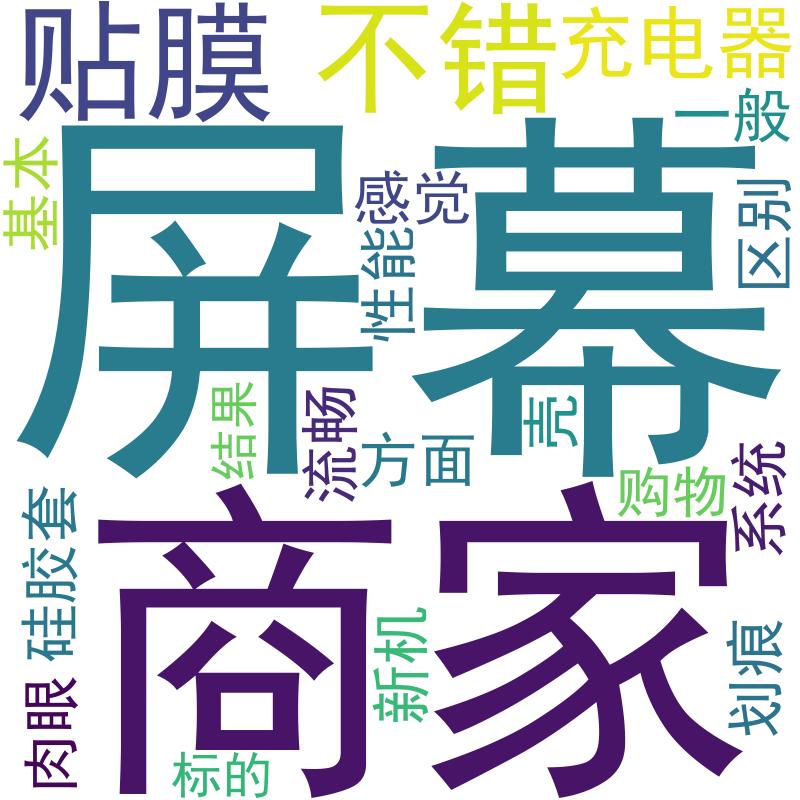 贴膜
不错
充电器
一般
基本
屏幕
感觉
性能
区别
结果
流畅
方面
壳
购物
系统
硅胶套
商家
新机
划痕
肉眼
标的